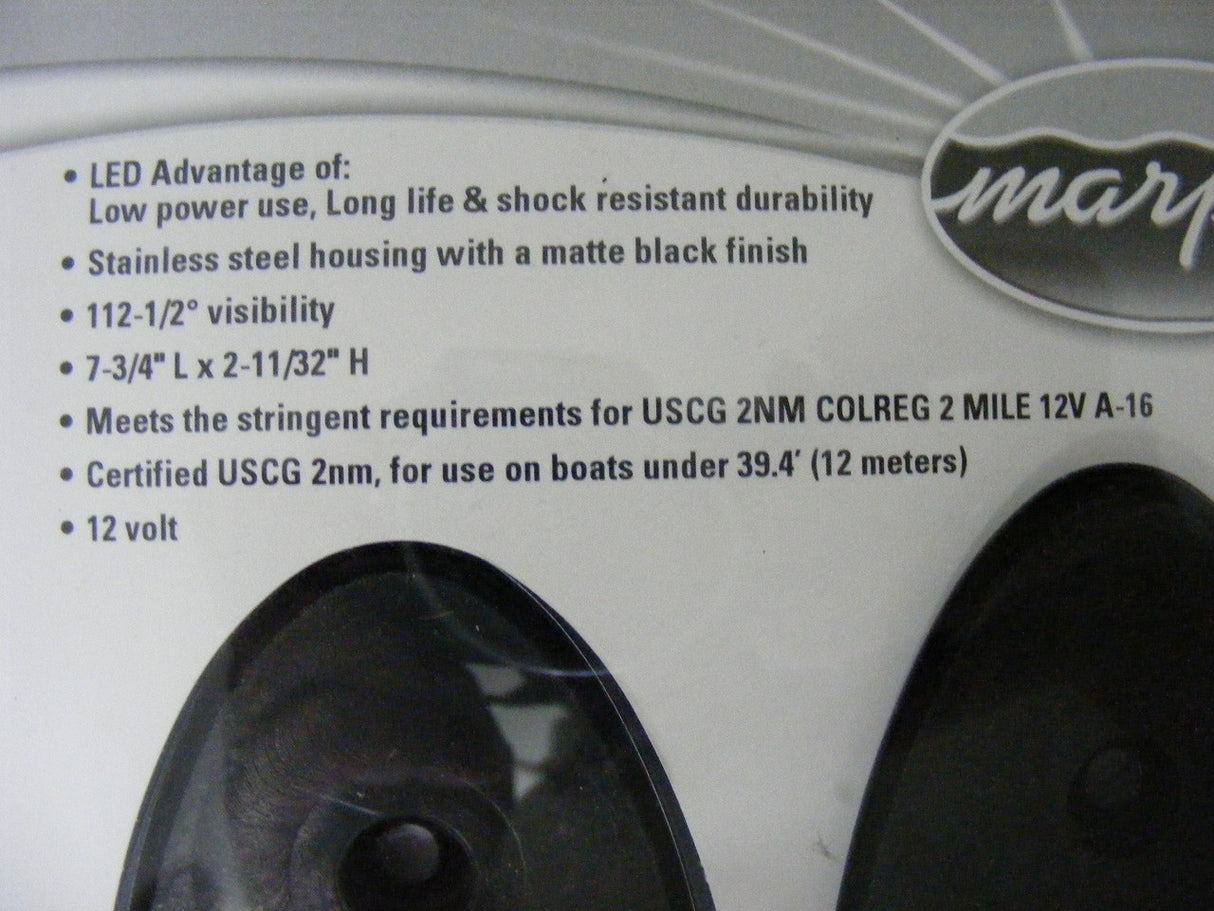 • LED Advantage of:
Low power use, Long life & shock resistant durability
• Stainless steel housing with a matte black finish
• 112-1/2° visibility
• 7-3/4" L x 2-11/32" H
• Meets the stringent requirements for USCG 2NM COLREG 2 MILE 12V A-16
• Certified USCG 2nm, for use on boats under 39.4′ (12 meters)
• 12 volt